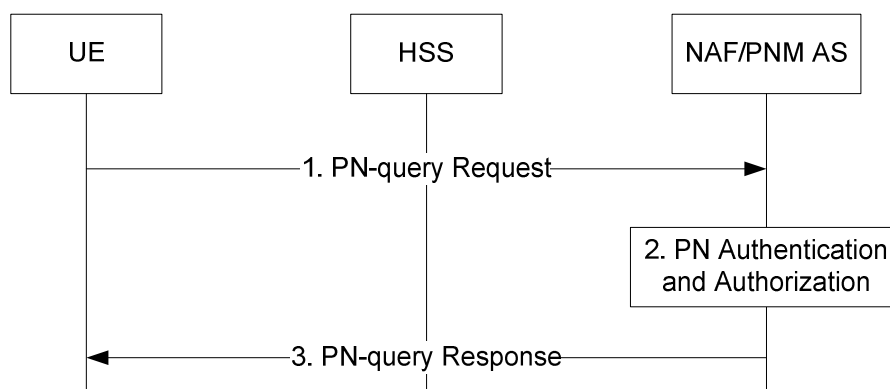 UE
HSS
NAF/PNM AS
1. PN-query Request
2. PN Authentication
and Authorization
3. PN-query Response